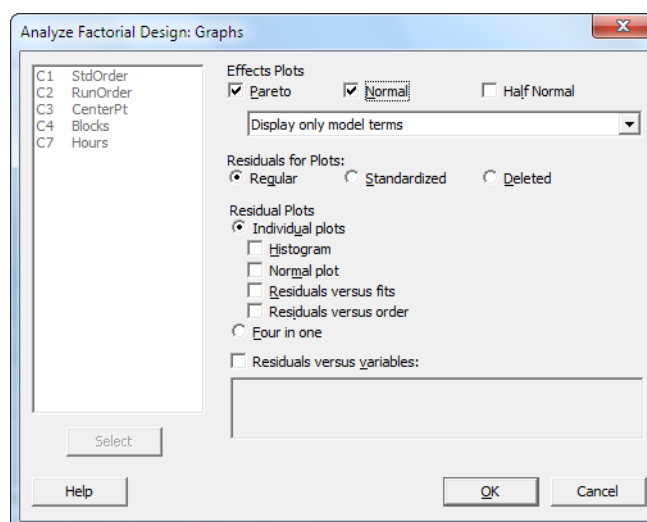 Analyze Factorial Design: Graphs
C1 StdOrder
C2 RunOrder
C3 CenterPt
C4 Blocks
C7 Hours
Effects Plots
Pareto Normal Half Normal
Display only model terms
Residuals for Plots:
Regular Standardized Deleted
Residual Plots
Individual plots
Histogram
Normal plot
Residuals versus fits
Residuals versus order
Four in one
Residuals versus variables:
Select
Help OK Cancel